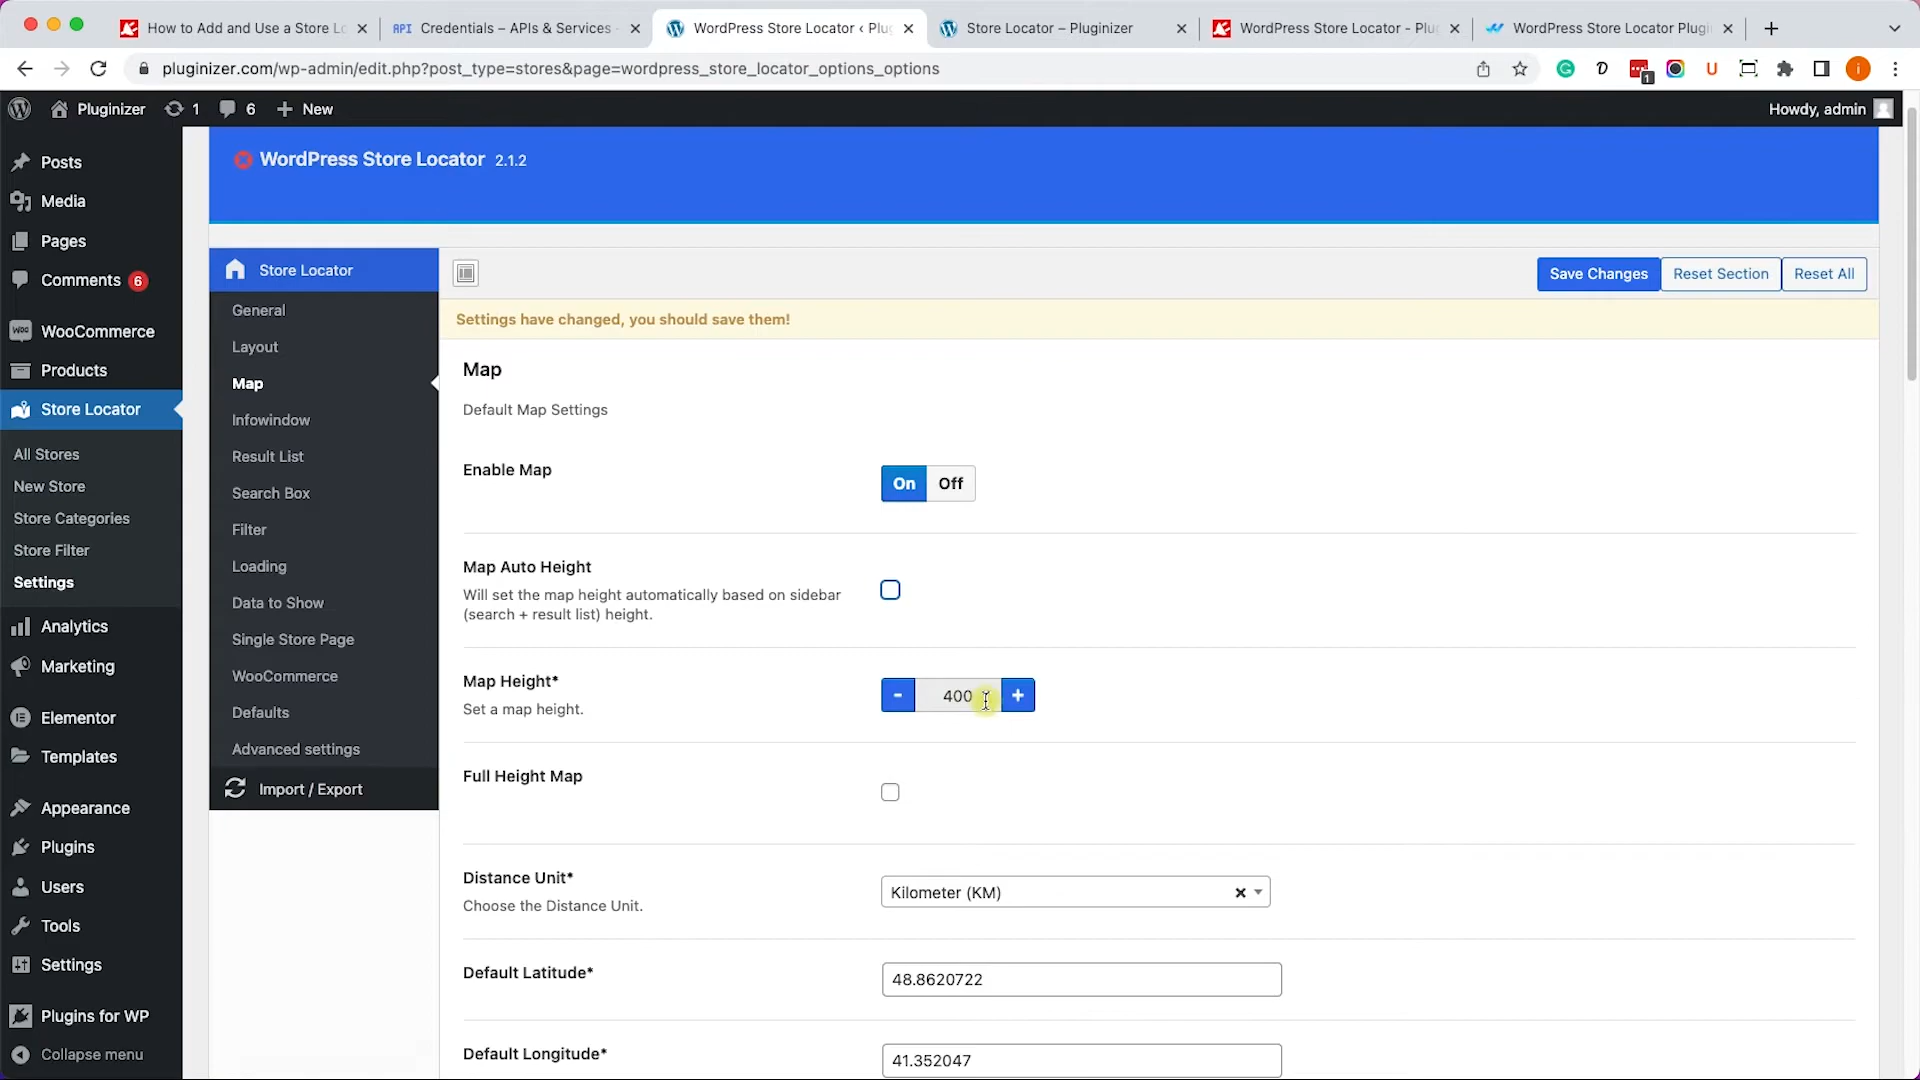 How to Add and Use a Store Lo
API Credentials – APIs & Services
WordPress Store Locator ‹ Plug
Store Locator – Pluginizer
WordPress Store Locator - Plu
WordPress Store Locator Plugi
pluginizer.com/wp-admin/edit.php?post_type=stores&page=wordpress_store_locator_options_options
1
U
i
Pluginizer
1
6
New
Howdy, admin
Posts
Media
Pages
Comments 6
WooCommerce
Products
Store Locator
All Stores
New Store
Store Categories
Store Filter
Settings
Analytics
Marketing
Elementor
Templates
Appearance
Plugins
Users
Tools
Settings
Plugins for WP
Collapse menu
WordPress Store Locator 2.1.2
Store Locator
General
Layout
Map
Infowindow
Result List
Search Box
Filter
Loading
Data to Show
Single Store Page
WooCommerce
Defaults
Advanced settings
Import / Export
Save Changes
Reset Section
Reset All
Settings have changed, you should save them!
Map
Default Map Settings
Enable Map
On Off
Map Auto Height
Will set the map height automatically based on sidebar
(search + result list) height.
Map Height*
Set a map height.
- 400 +
Full Height Map
Distance Unit*
Choose the Distance Unit.
Kilometer (KM)
Default Latitude*
48.8620722
Default Longitude*
41.352047